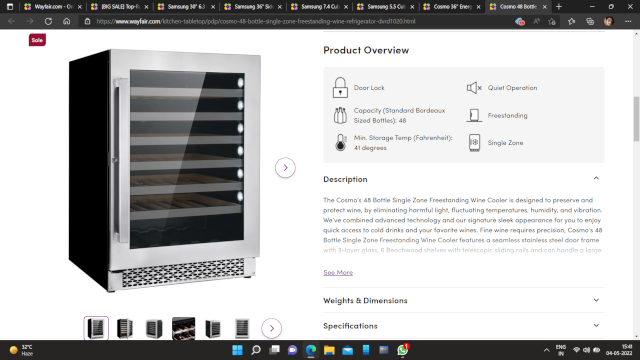 Wayfair.com - On
[BIG SALE] Top-R
Samsung 30" 6.3
Samsung 36" Side
Samsung 7.4 Cub
Samsung 5.5 Cub
Cosmo 36" Energ
Cosmo 48 Bottle
https://www.wayfair.com/kitchen-tabletop/pdp/cosmo-48-bottle-single-zone-freestanding-wine-refrigerator-dwd1020.html
Sale
Product Overview
Door Lock
Quiet Operation
Capacity (Standard Bordeaux
Sized Bottles): 48
Freestanding
Min. Storage Temp (Fahrenheit):
41 degrees
Single Zone
Description
The Cosmo's 48 Bottle Single Zone Freestanding Wine Cooler is designed to preserve and
protect wine, by eliminating harmful light, fluctuating temperatures, humidity, and vibration.
We've combined advanced technology and our signature sleek appearance for you to enjoy
quick access to cold drinks and your favorite wines. Fine wine requires precision, Cosmo's 48
Bottle Single Zone Freestanding Wine Cooler features a seamless stainless steel door frame
with 3-layer glass, 6 Beechwood shelves with telescopic sliding rails and can handle a large
See More
Weights & Dimensions
Specifications
32°C
Haze
ENG
IN
15:41
04-05-2022